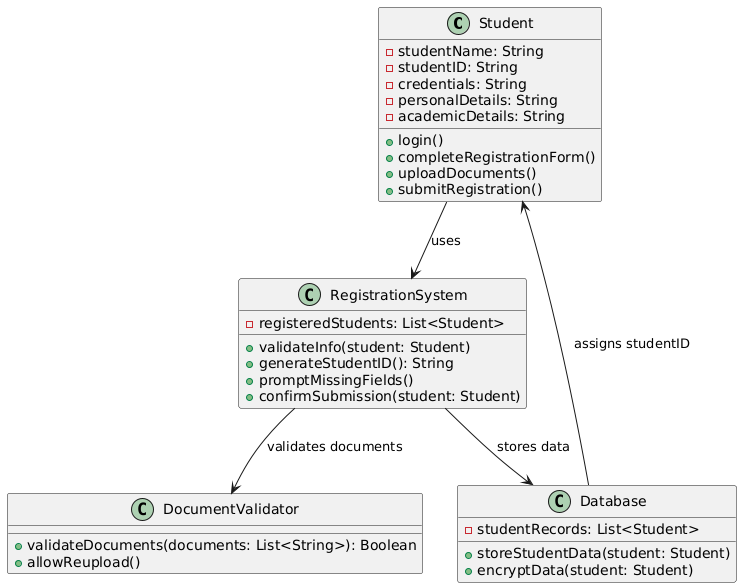 C Student
studentName: String
studentID: String
credentials: String
personalDetails: String
academicDetails: String
login()
completeRegistrationForm()
uploadDocuments()
submitRegistration()
uses
C RegistrationSystem
registeredStudents: List<Student>
validateInfo(student: Student)
generateStudentID(): String
promptMissingFields()
confirmSubmission(student: Student)
assigns studentID
validates documents
stores data
C DocumentValidator
validateDocuments(documents: List<String>): Boolean
allowReupload()
C Database
studentRecords: List<Student>
storeStudentData(student: Student)
encryptData(student: Student)